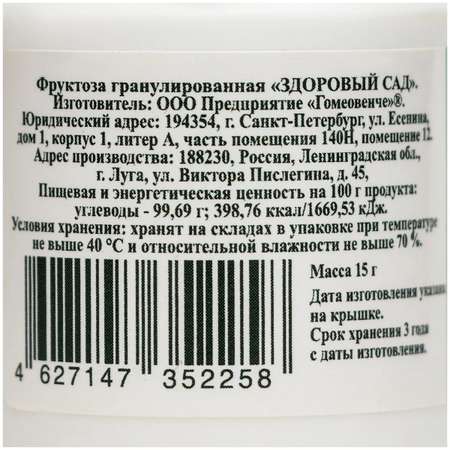 Фруктоза гранулированная «ЗДОРОВЫЙ САД».
Изготовитель: ООО Предприятие «Гомеовенче»®.
Юридический адрес: 194354, г. Санкт-Петербург, ул. Есенина,
дом 1, корпус 1, литер А, часть помещения 140Н, помещение 12.
Адрес производства: 188230, Россия, Ленинградская обл.,
г. Луга, ул. Виктора Пислегина, д. 45,
Пищевая и энергетическая ценность на 100 г продукта:
углеводы - 99,69 г; 398,76 ккал/1669,53 кДж.
Условия хранения: хранят на складах в упаковке при температуре
не выше 40 °С и относительной влажности не выше 70 %.
Масса 15 г
Дата изготовления указана
на крышке.
Срок хранения 3 года
с даты изготовления.
4 627147 352258